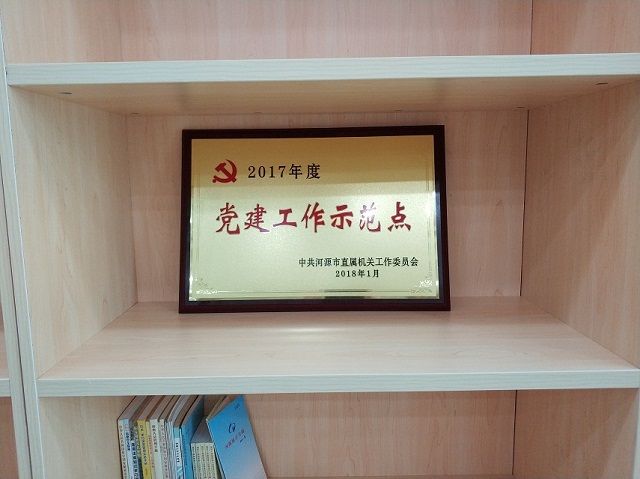 2017年度
党建工作示范点
中共河源市直属机关工作委员会
2018年1月